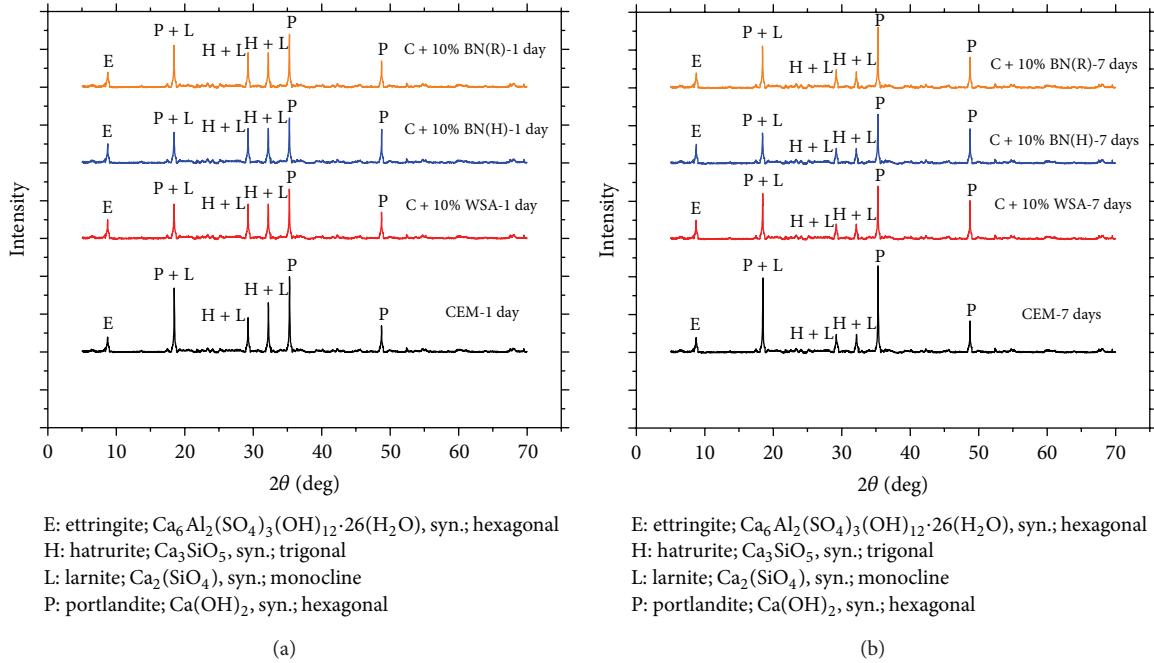 P
P + L
H + L
H + L
C + 10% BN(R)-1 day
E
P
P
P + L
H + L
H + L
C + 10% BN(H)-1 day
E
P
P
P + L
H + L
H + L
C + 10% WSA-1 day
E
P
P
P + L
H + L
H + L
CEM-1 day
E
P
Intensity
0 10 20 30 40 50 60 70
2θ (deg)
E: ettringite; Ca₆Al₂(SO₄)₃(OH)₁₂·26(H₂O), syn.; hexagonal
H: hatrurite; Ca₃SiO₅, syn.; trigonal
L: larnite; Ca₂(SiO₄), syn.; monocline
P: portlandite; Ca(OH)₂, syn.; hexagonal
(a)
P
P + L
H + L
H + L
C + 10% BN(R)-7 days
E
P
P
P + L
H + L
H + L
C + 10% BN(H)-7 days
E
P
P
P + L
H + L
H + L
C + 10% WSA-7 days
E
P
P
P + L
H + L
H + L
CEM-7 days
E
P
Intensity
0 10 20 30 40 50 60 70
2θ (deg)
E: ettringite; Ca₆Al₂(SO₄)₃(OH)₁₂·26(H₂O), syn.; hexagonal
H: hatrurite; Ca₃SiO₅, syn.; trigonal
L: larnite; Ca₂(SiO₄), syn.; monocline
P: portlandite; Ca(OH)₂, syn.; hexagonal
(b)